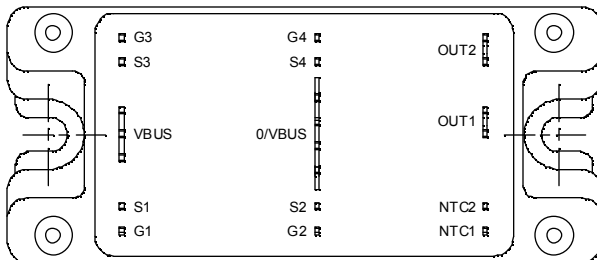 G3 G4
OUT2
S3 S4
VBUS 0/VBUS OUT1
S1 S2 NTC2
G1 G2 NTC1